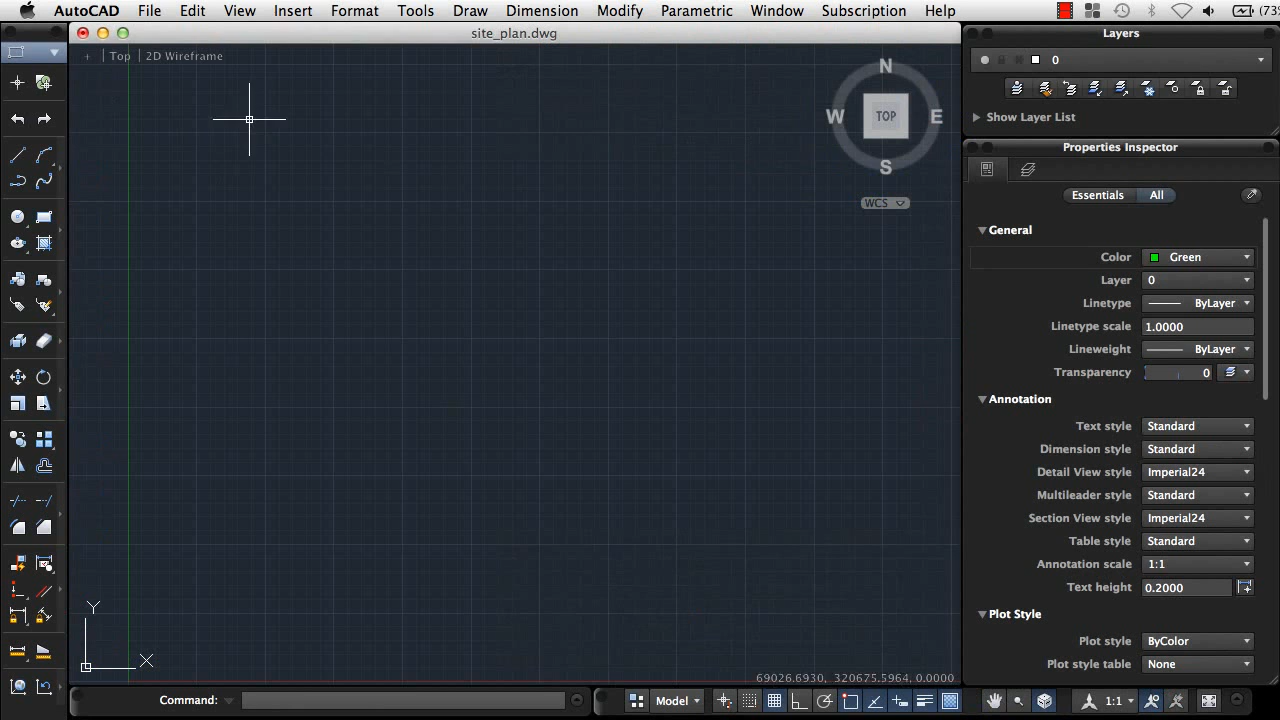 AutoCAD File Edit View Insert Format Tools Draw Dimension Modify Parametric Window Subscription Help
site_plan.dwg
+ | Top | 2D Wireframe
N
W TOP E
S
WCS
Y
X
69026.6930, 320675.5964, 0.0000
Command:
Model
1:1
Layers
0
Show Layer List
Properties Inspector
Essentials All
General
Color Green
Layer 0
Linetype ByLayer
Linetype scale 1.0000
Lineweight ByLayer
Transparency 0
Annotation
Text style Standard
Dimension style Standard
Detail View style Imperial24
Multileader style Standard
Section View style Imperial24
Table style Standard
Annotation scale 1:1
Text height 0.2000
Plot Style
Plot style ByColor
Plot style table None